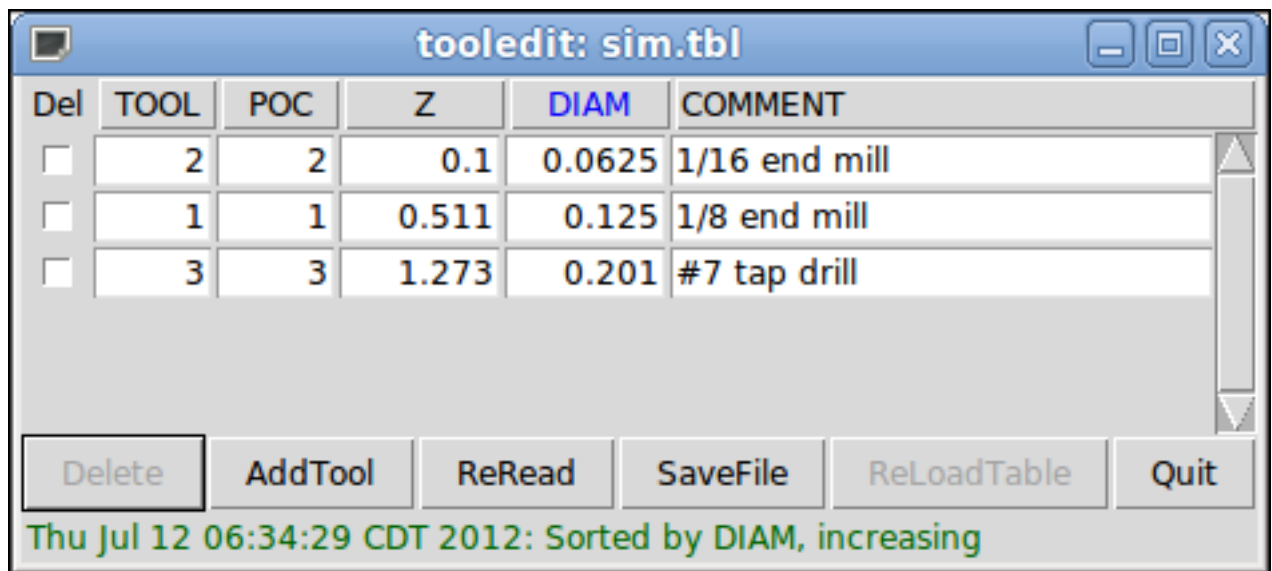 tooledit: sim.tbl
Del TOOL POC Z DIAM COMMENT
2 2 0.1 0.0625 1/16 end mill
1 1 0.511 0.125 1/8 end mill
3 3 1.273 0.201 #7 tap drill
Delete AddTool ReRead SaveFile ReLoadTable Quit
Thu Jul 12 06:34:29 CDT 2012: Sorted by DIAM, increasing